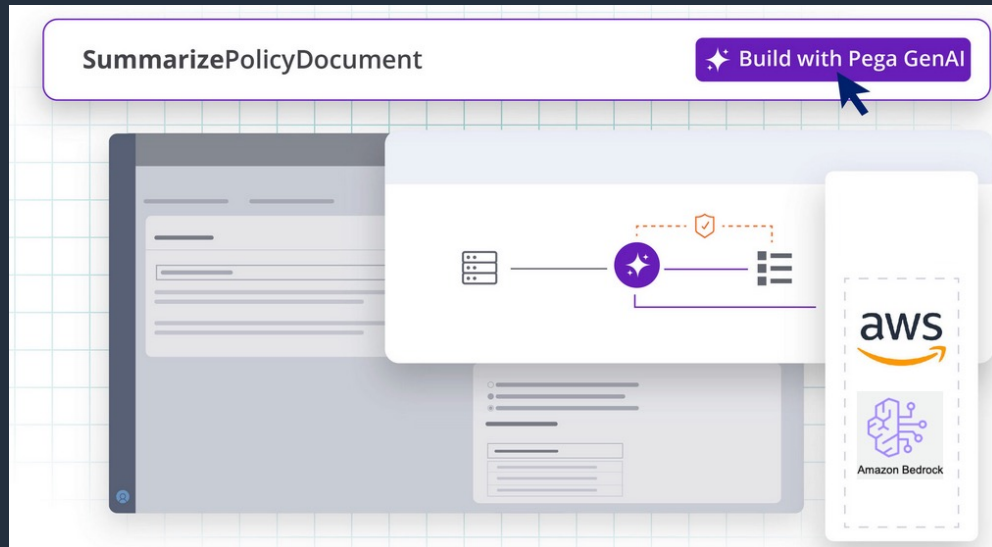 SummarizePolicyDocument
Build with Pega GenAI
aws
Amazon Bedrock